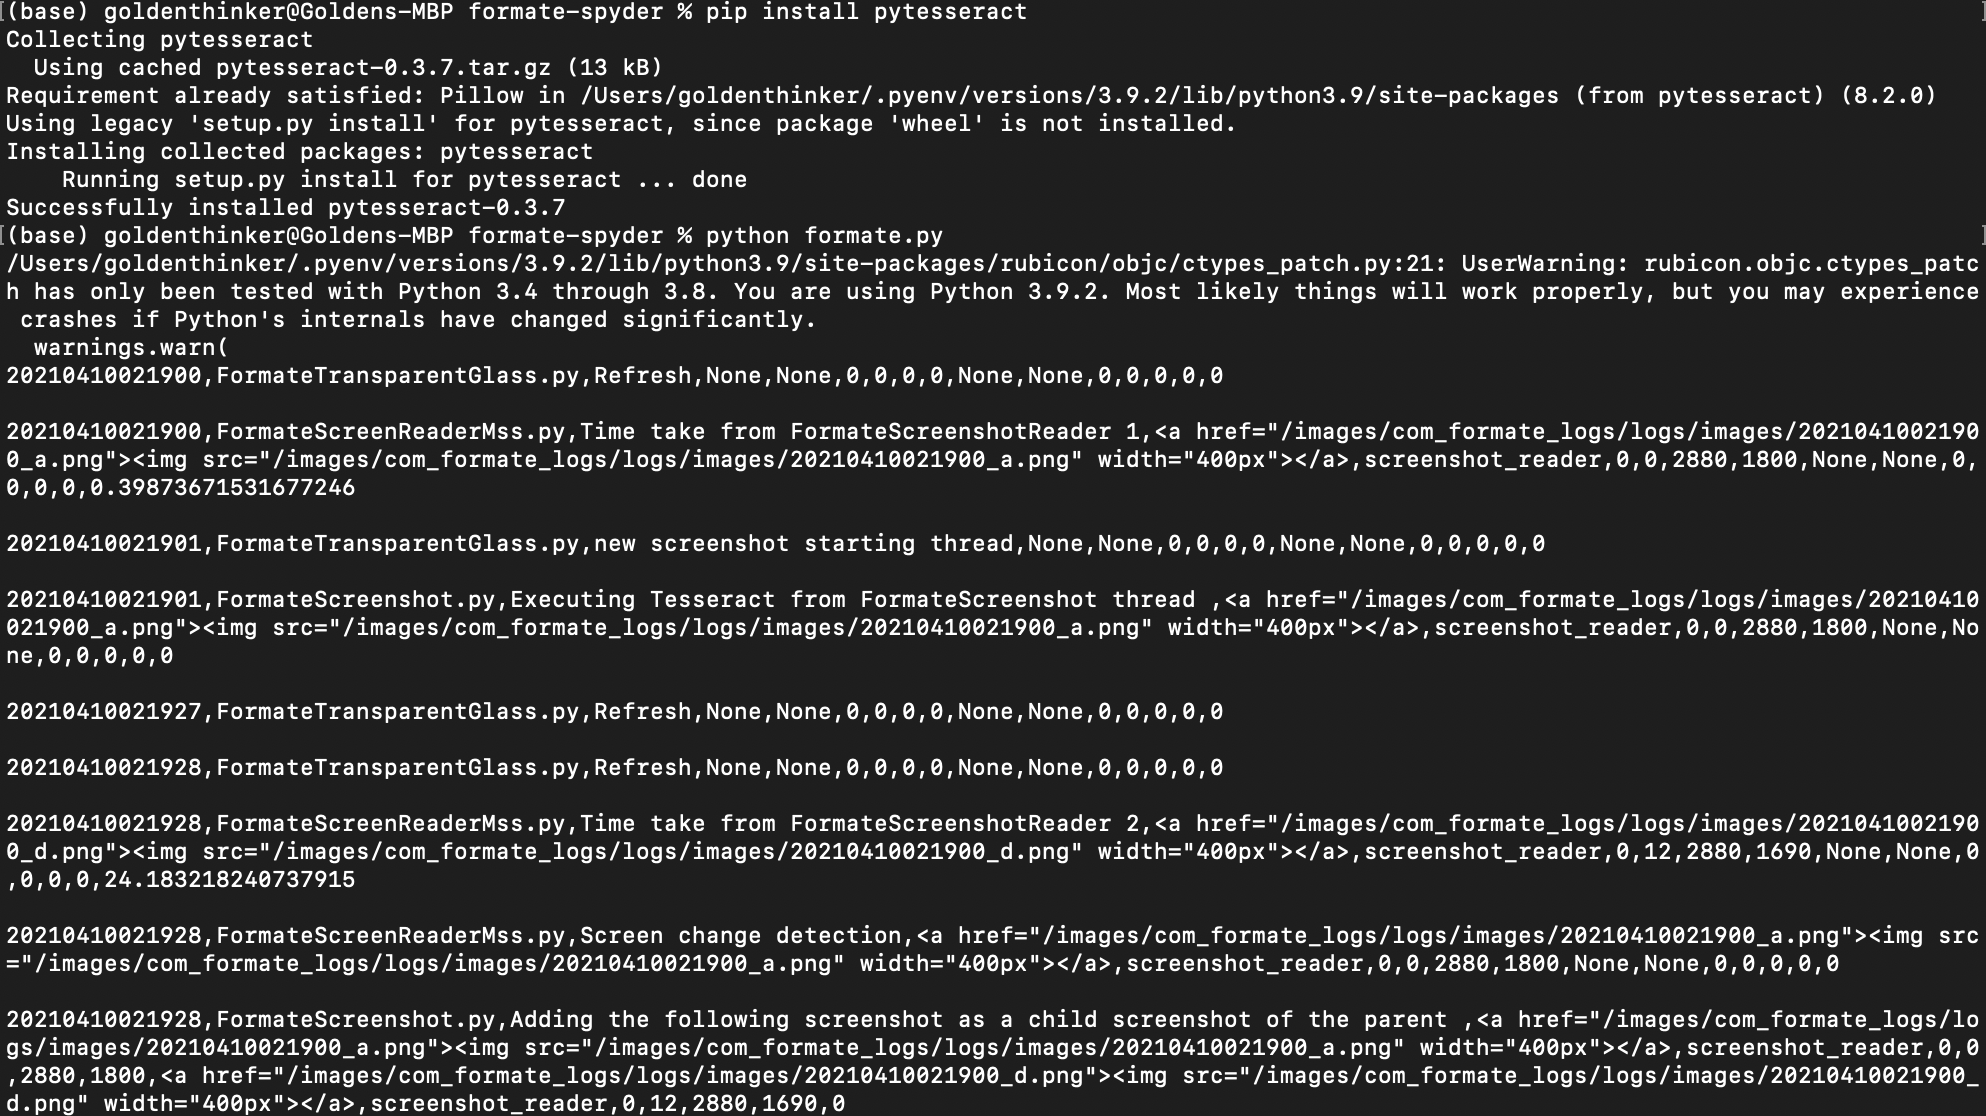 (base) goldenthinker@Goldens-MBP formate-spyder % pip install pytesseract
Collecting pytesseract
  Using cached pytesseract-0.3.7.tar.gz (13 kB)
Requirement already satisfied: Pillow in /Users/goldenthinker/.pyenv/versions/3.9.2/lib/python3.9/site-packages (from pytesseract) (8.2.0)
Using legacy 'setup.py install' for pytesseract, since package 'wheel' is not installed.
Installing collected packages: pytesseract
    Running setup.py install for pytesseract ... done
Successfully installed pytesseract-0.3.7
(base) goldenthinker@Goldens-MBP formate-spyder % python formate.py
/Users/goldenthinker/.pyenv/versions/3.9.2/lib/python3.9/site-packages/rubicon/objc/ctypes_patch.py:21: UserWarning: rubicon.objc.ctypes_patc
h has only been tested with Python 3.4 through 3.8. You are using Python 3.9.2. Most likely things will work properly, but you may experience
 crashes if Python's internals have changed significantly.
  warnings.warn(
20210410021900,FormateTransparentGlass.py,Refresh,None,None,0,0,0,0,None,None,0,0,0,0,0

20210410021900,FormateScreenReaderMss.py,Time take from FormateScreenshotReader 1,<a href="/images/com_formate_logs/logs/images/2021041002190
0_a.png"><img src="/images/com_formate_logs/logs/images/20210410021900_a.png" width="400px"></a>,screenshot_reader,0,0,2880,1800,None,None,0,
0,0,0,0.39873671531677246

20210410021901,FormateTransparentGlass.py,new screenshot starting thread,None,None,0,0,0,0,None,None,0,0,0,0,0

20210410021901,FormateScreenshot.py,Executing Tesseract from FormateScreenshot thread ,<a href="/images/com_formate_logs/logs/images/20210410
021900_a.png"><img src="/images/com_formate_logs/logs/images/20210410021900_a.png" width="400px"></a>,screenshot_reader,0,0,2880,1800,None,No
ne,0,0,0,0,0

20210410021927,FormateTransparentGlass.py,Refresh,None,None,0,0,0,0,None,None,0,0,0,0,0

20210410021928,FormateTransparentGlass.py,Refresh,None,None,0,0,0,0,None,None,0,0,0,0,0

20210410021928,FormateScreenReaderMss.py,Time take from FormateScreenshotReader 2,<a href="/images/com_formate_logs/logs/images/2021041002190
0_d.png"><img src="/images/com_formate_logs/logs/images/20210410021900_d.png" width="400px"></a>,screenshot_reader,0,12,2880,1690,None,None,0
,0,0,0,24.183218240737915

20210410021928,FormateScreenReaderMss.py,Screen change detection,<a href="/images/com_formate_logs/logs/images/20210410021900_a.png"><img src
="/images/com_formate_logs/logs/images/20210410021900_a.png" width="400px"></a>,screenshot_reader,0,0,2880,1800,None,None,0,0,0,0,0

20210410021928,FormateScreenshot.py,Adding the following screenshot as a child screenshot of the parent ,<a href="/images/com_formate_logs/lo
gs/images/20210410021900_a.png"><img src="/images/com_formate_logs/logs/images/20210410021900_a.png" width="400px"></a>,screenshot_reader,0,0
,2880,1800,<a href="/images/com_formate_logs/logs/images/20210410021900_d.png"><img src="/images/com_formate_logs/logs/images/20210410021900_
d.png" width="400px"></a>,screenshot_reader,0,12,2880,1690,0